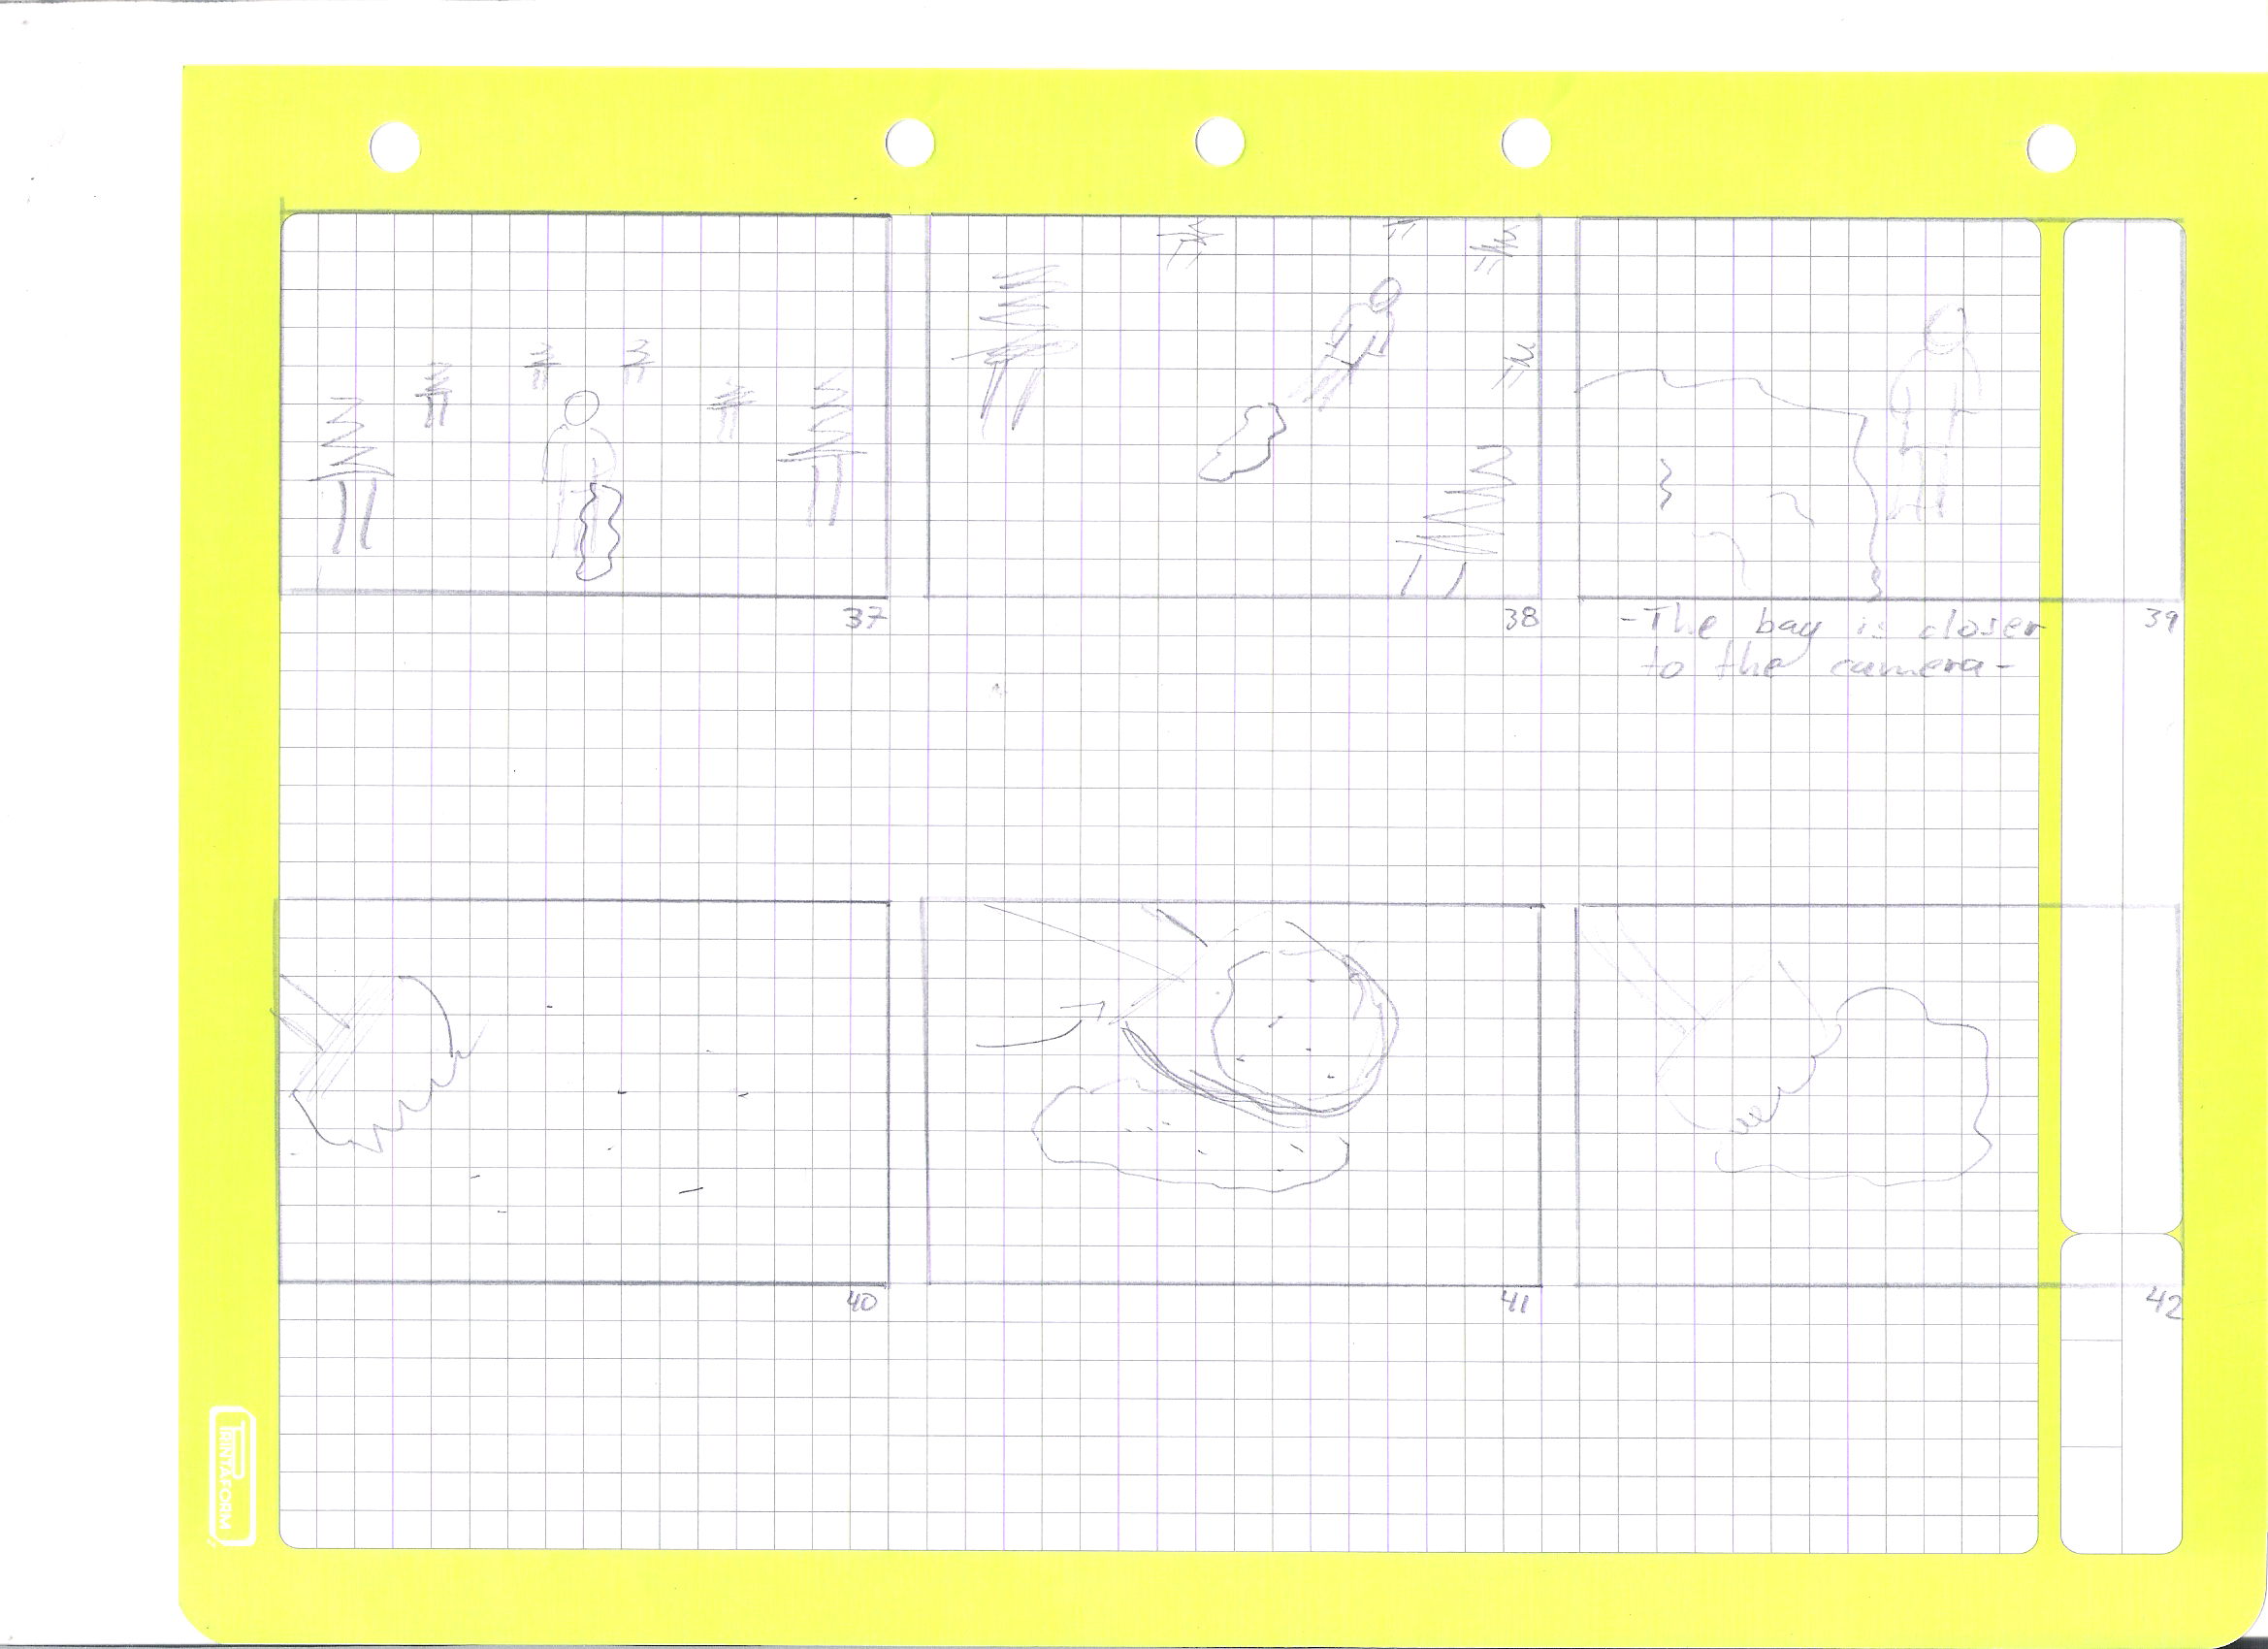 37
38
39
-The bay is closer
to the camera-
40
41
42
TRINTAFORM